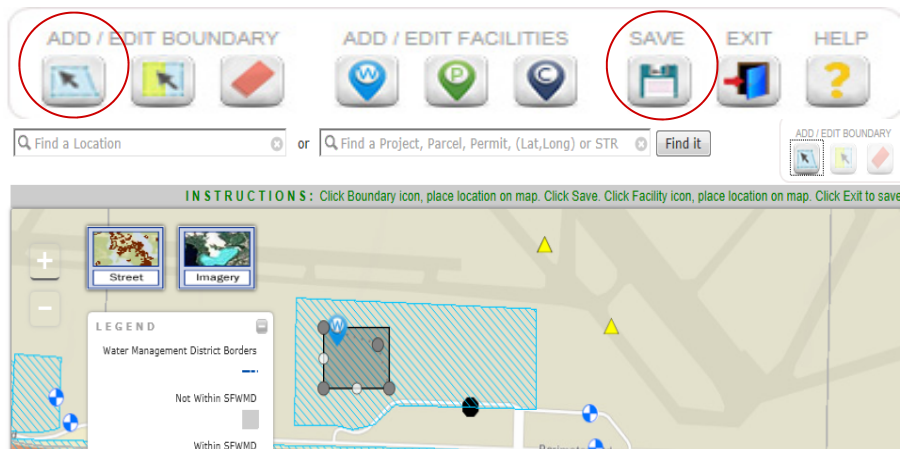 ADD / EDIT BOUNDARY ADD / EDIT FACILITIES SAVE EXIT HELP
W P C ?
Find a Location or Find a Project, Parcel, Permit, (Lat,Long) or STR Find it
ADD / EDIT BOUNDARY
INSTRUCTIONS: Click Boundary icon, place location on map. Click Save. Click Facility icon, place location on map. Click Exit to save
+
−
Street Imagery
LEGEND
W
Water Management District Borders
Not Within SFWMD
Within SFWMD